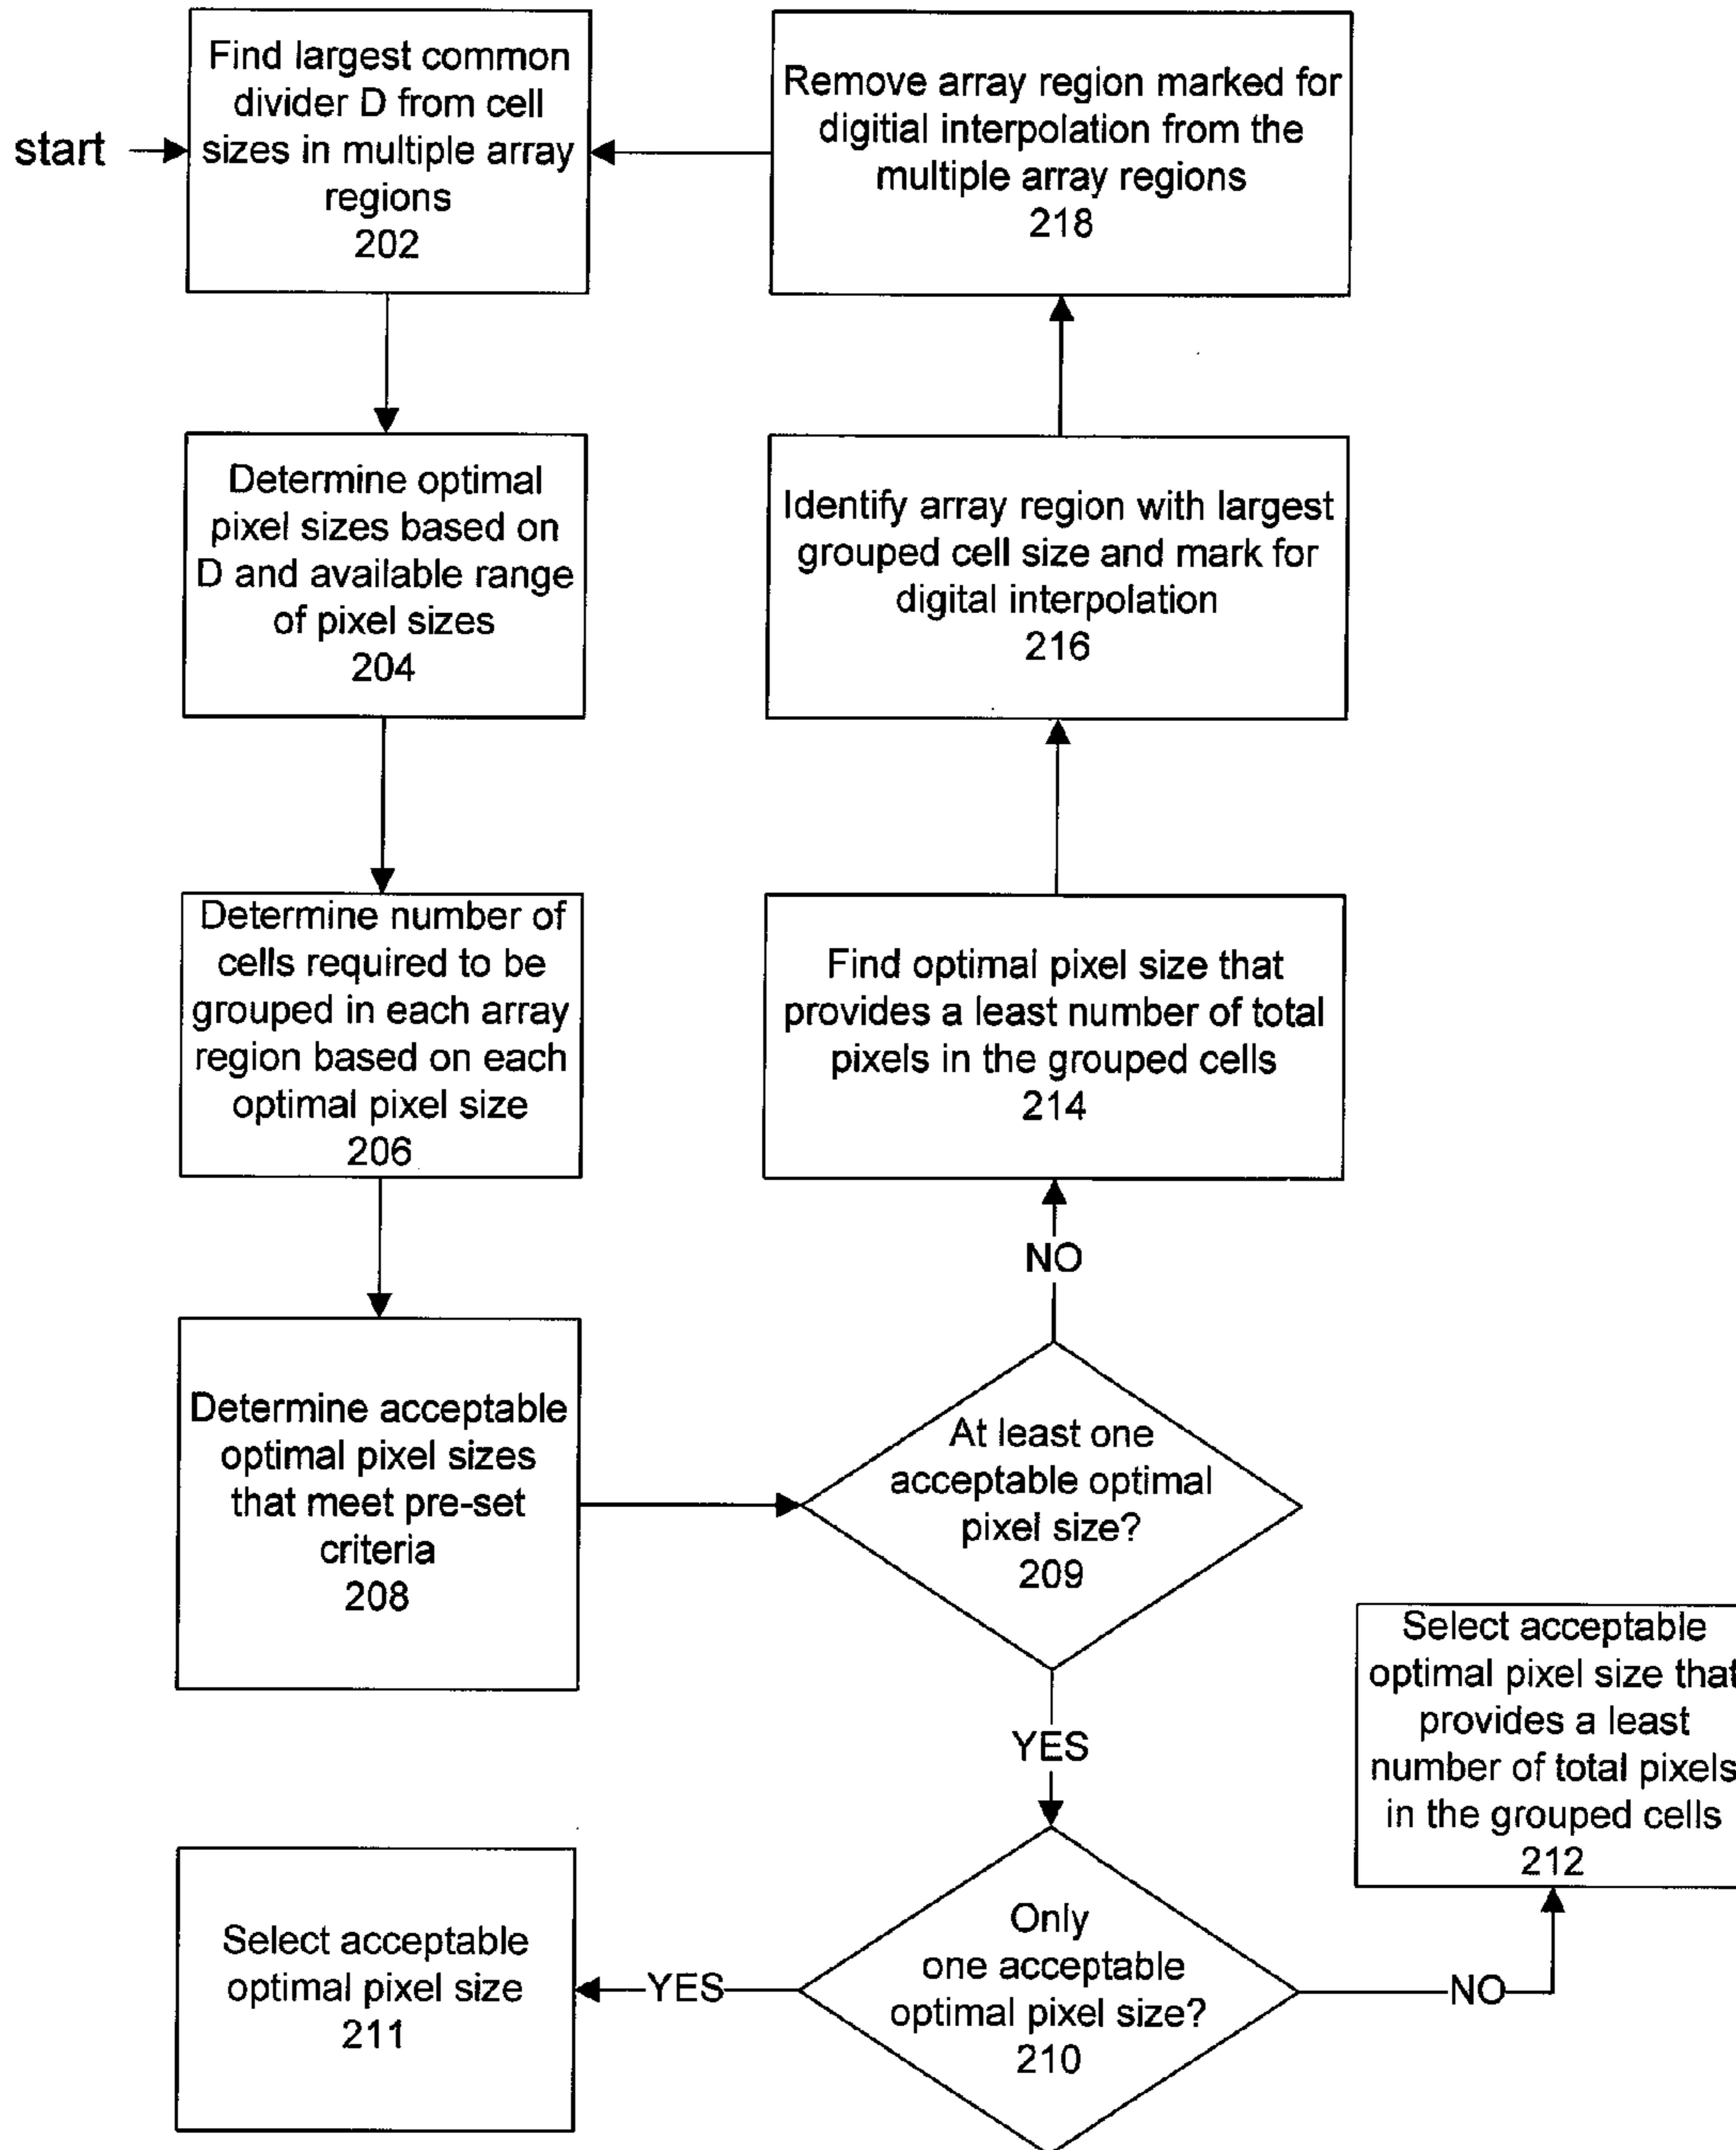 start
Find largest common
divider D from cell
sizes in multiple array
regions
202
Determine optimal
pixel sizes based on
D and available range
of pixel sizes
204
Determine number of
cells required to be
grouped in each array
region based on each
optimal pixel size
206
Determine acceptable
optimal pixel sizes
that meet pre-set
criteria
208
At least one
acceptable optimal
pixel size?
209
NO
Find optimal pixel size that
provides a least number of total
pixels in the grouped cells
214
Identify array region with largest
grouped cell size and mark for
digital interpolation
216
Remove array region marked for
digitial interpolation from the
multiple array regions
218
YES
Only
one acceptable
optimal pixel size?
210
YES
Select acceptable
optimal pixel size
211
NO
Select acceptable
optimal pixel size that
provides a least
number of total pixels
in the grouped cells
212